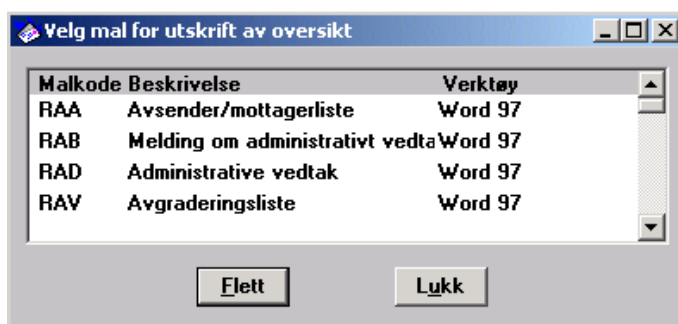 Velg mal for utskrift av oversikt
Malkode Beskrivelse Verktøy
RAA Avsender/mottagerliste Word 97
RAB Melding om administrativt vedta Word 97
RAD Administrative vedtak Word 97
RAV Avgraderingsliste Word 97
Flett Lukk